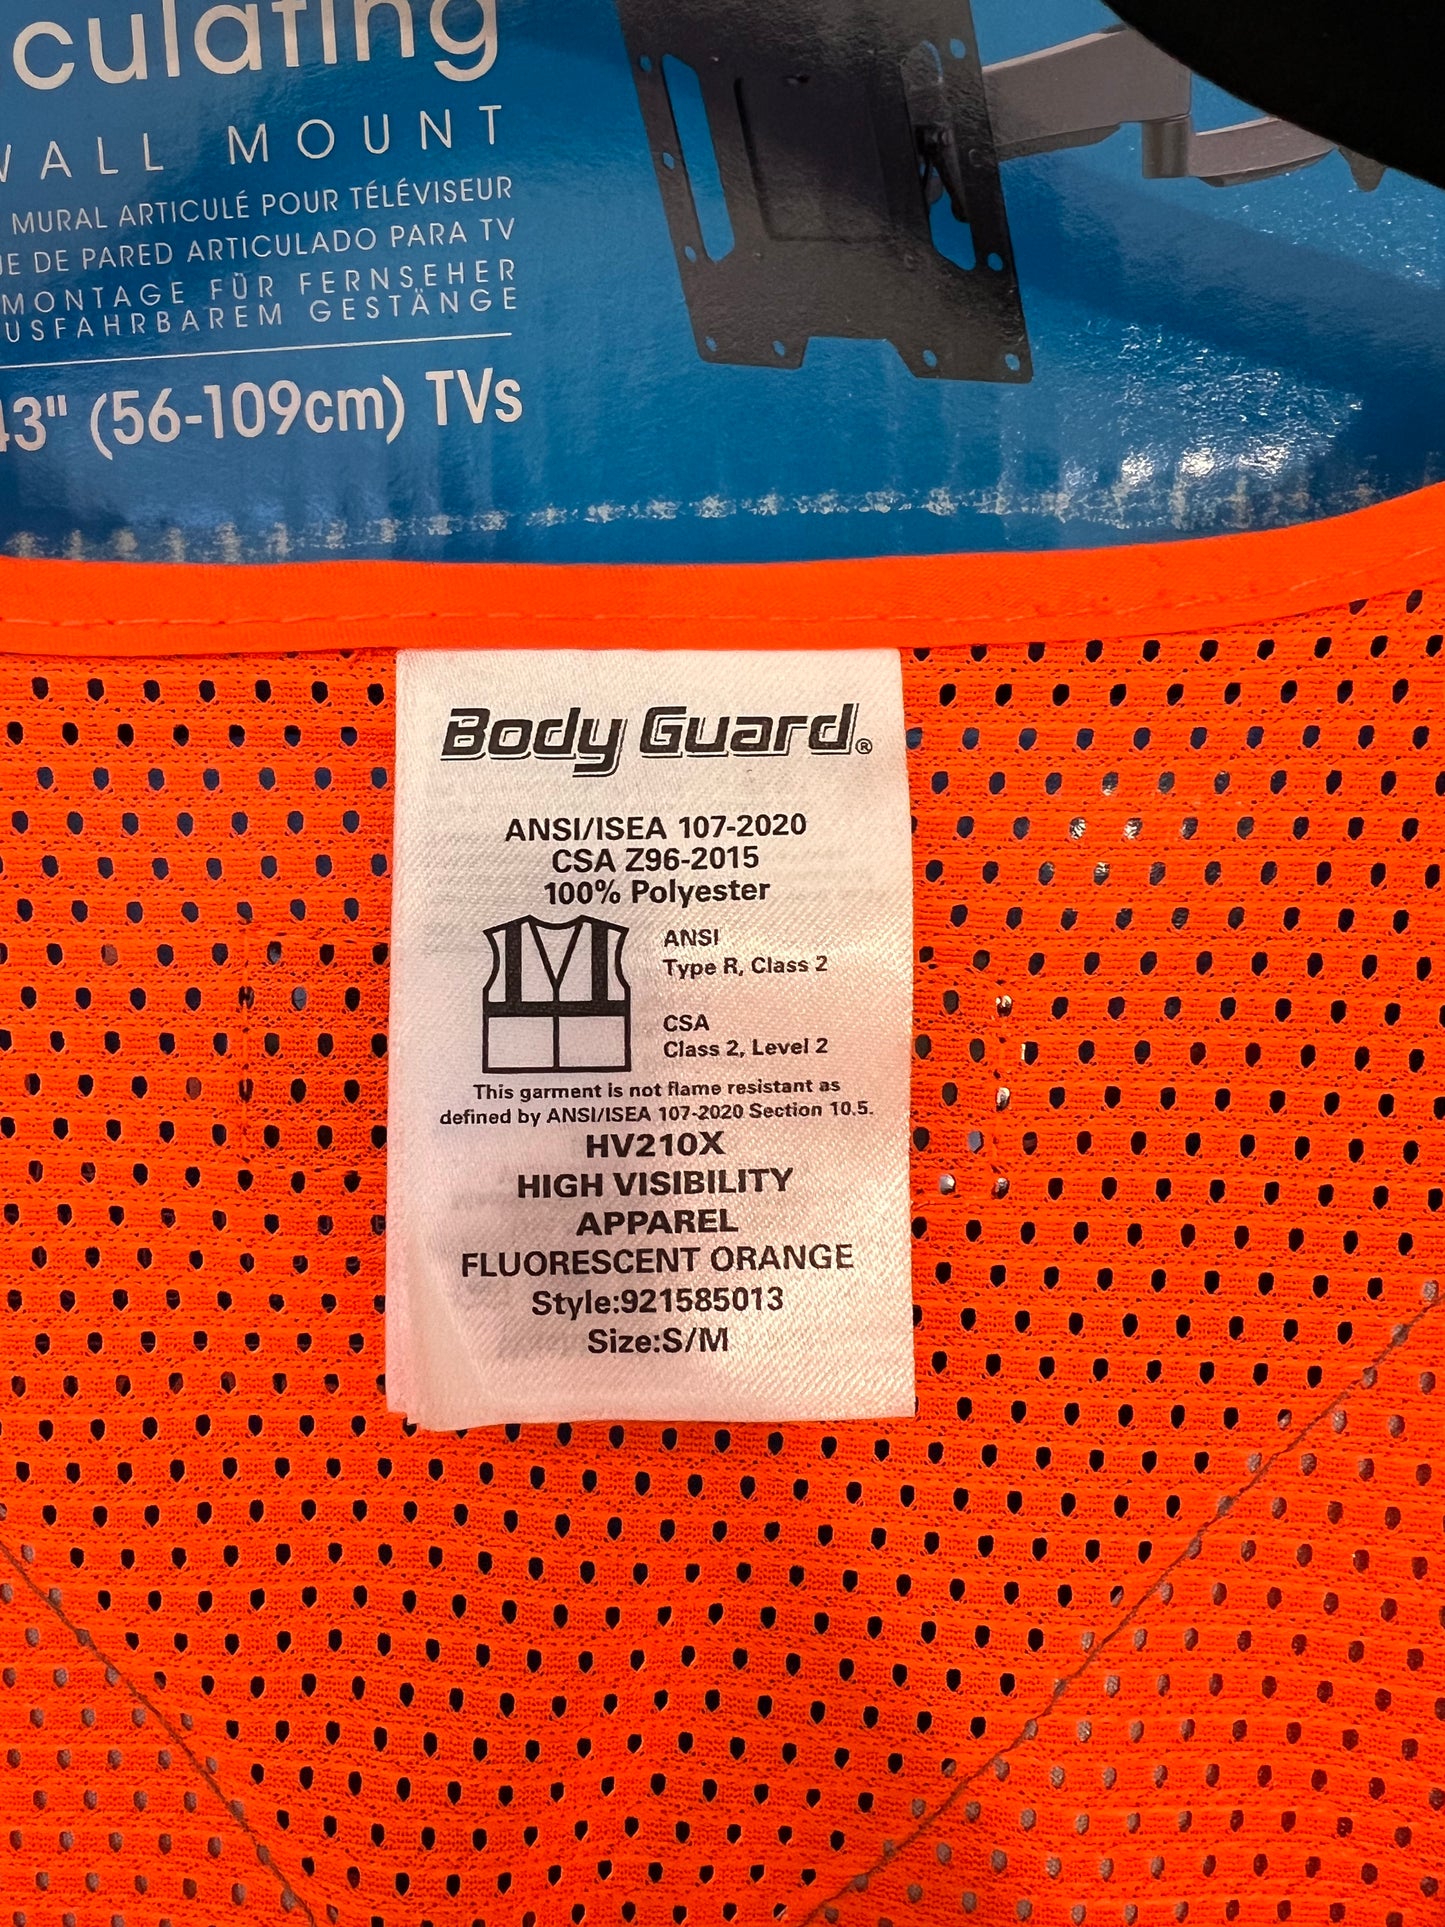 culating
WALL MOUNT
MURAL ARTICULÉ POUR TÉLÉVISEUR
DE PARED ARTICULADO PARA TV
MONTAGE FÜR FERNSEHER
USFAHRBAREM GESTÄNGE
43" (56-109cm) TVs
Body Guard®
ANSI/ISEA 107-2020
CSA Z96-2015
100% Polyester
ANSI
Type R, Class 2
CSA
Class 2, Level 2
This garment is not flame resistant as
defined by ANSI/ISEA 107-2020 Section 10.5.
HV210X
HIGH VISIBILITY
APPAREL
FLUORESCENT ORANGE
Style:921585013
Size:S/M